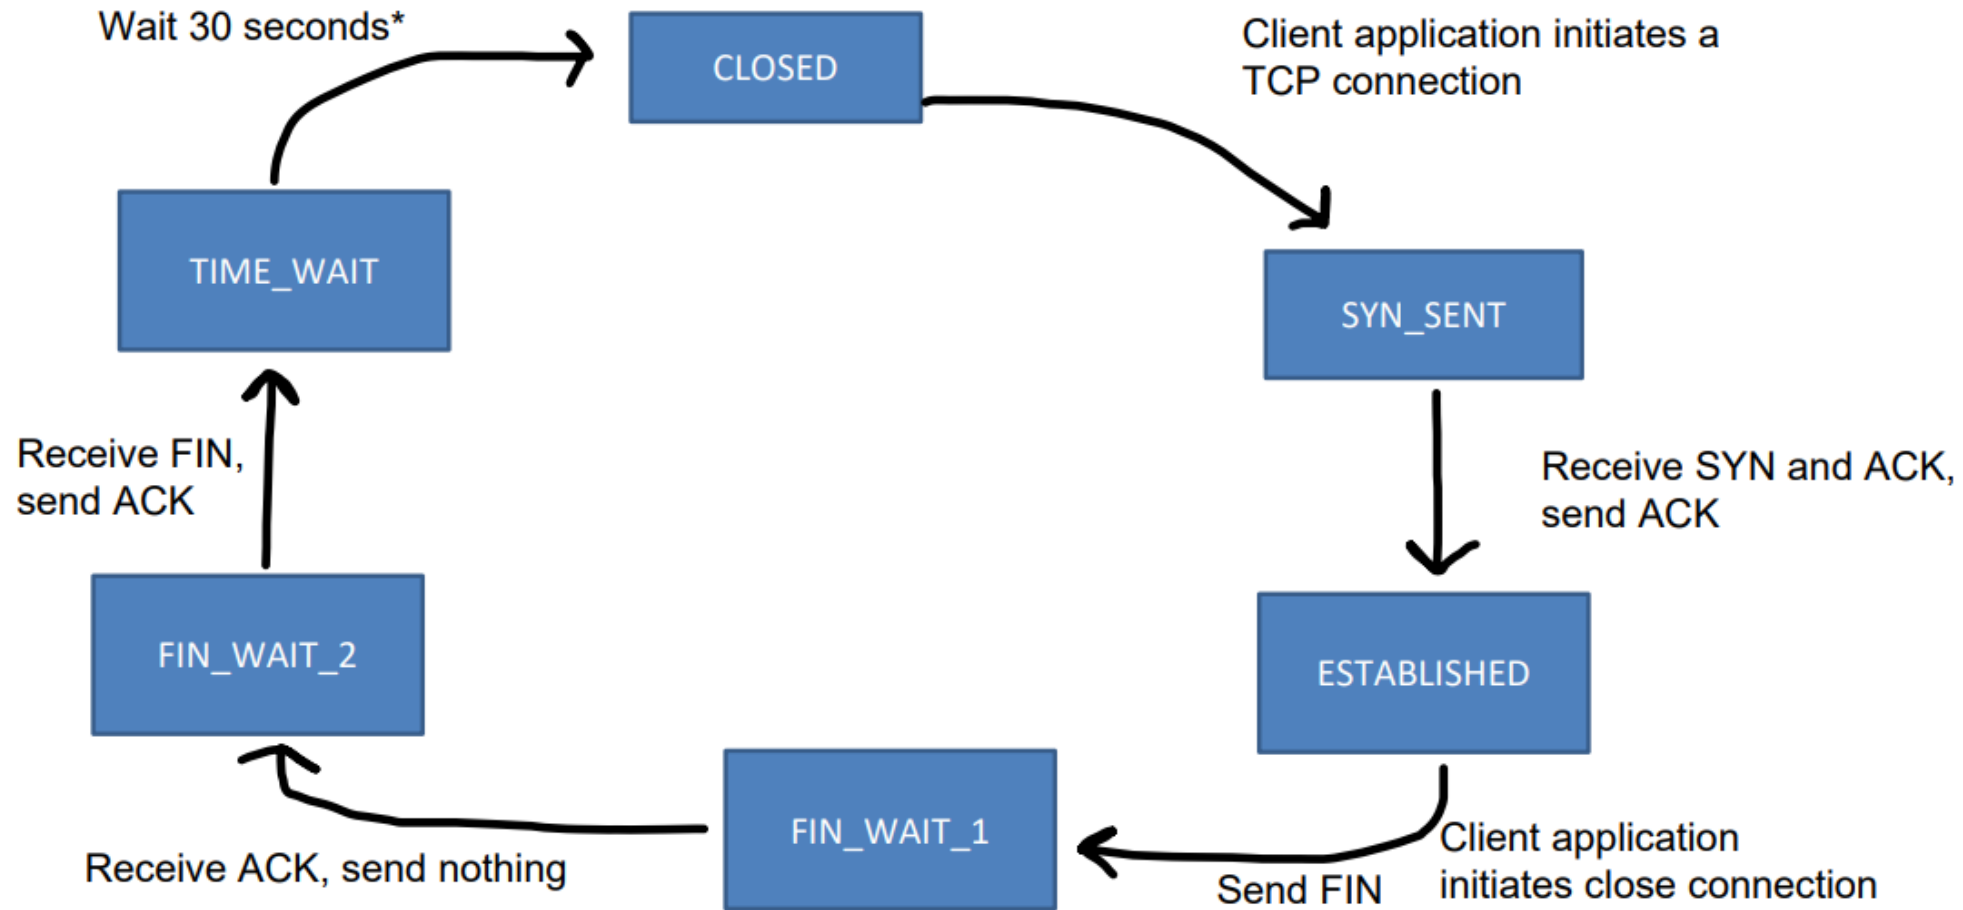 Wait 30 seconds*
CLOSED
Client application initiates a
TCP connection
TIME_WAIT
SYN_SENT
Receive FIN,
send ACK
Receive SYN and ACK,
send ACK
FIN_WAIT_2
ESTABLISHED
FIN_WAIT_1
Receive ACK, send nothing
Send FIN
Client application
initiates close connection